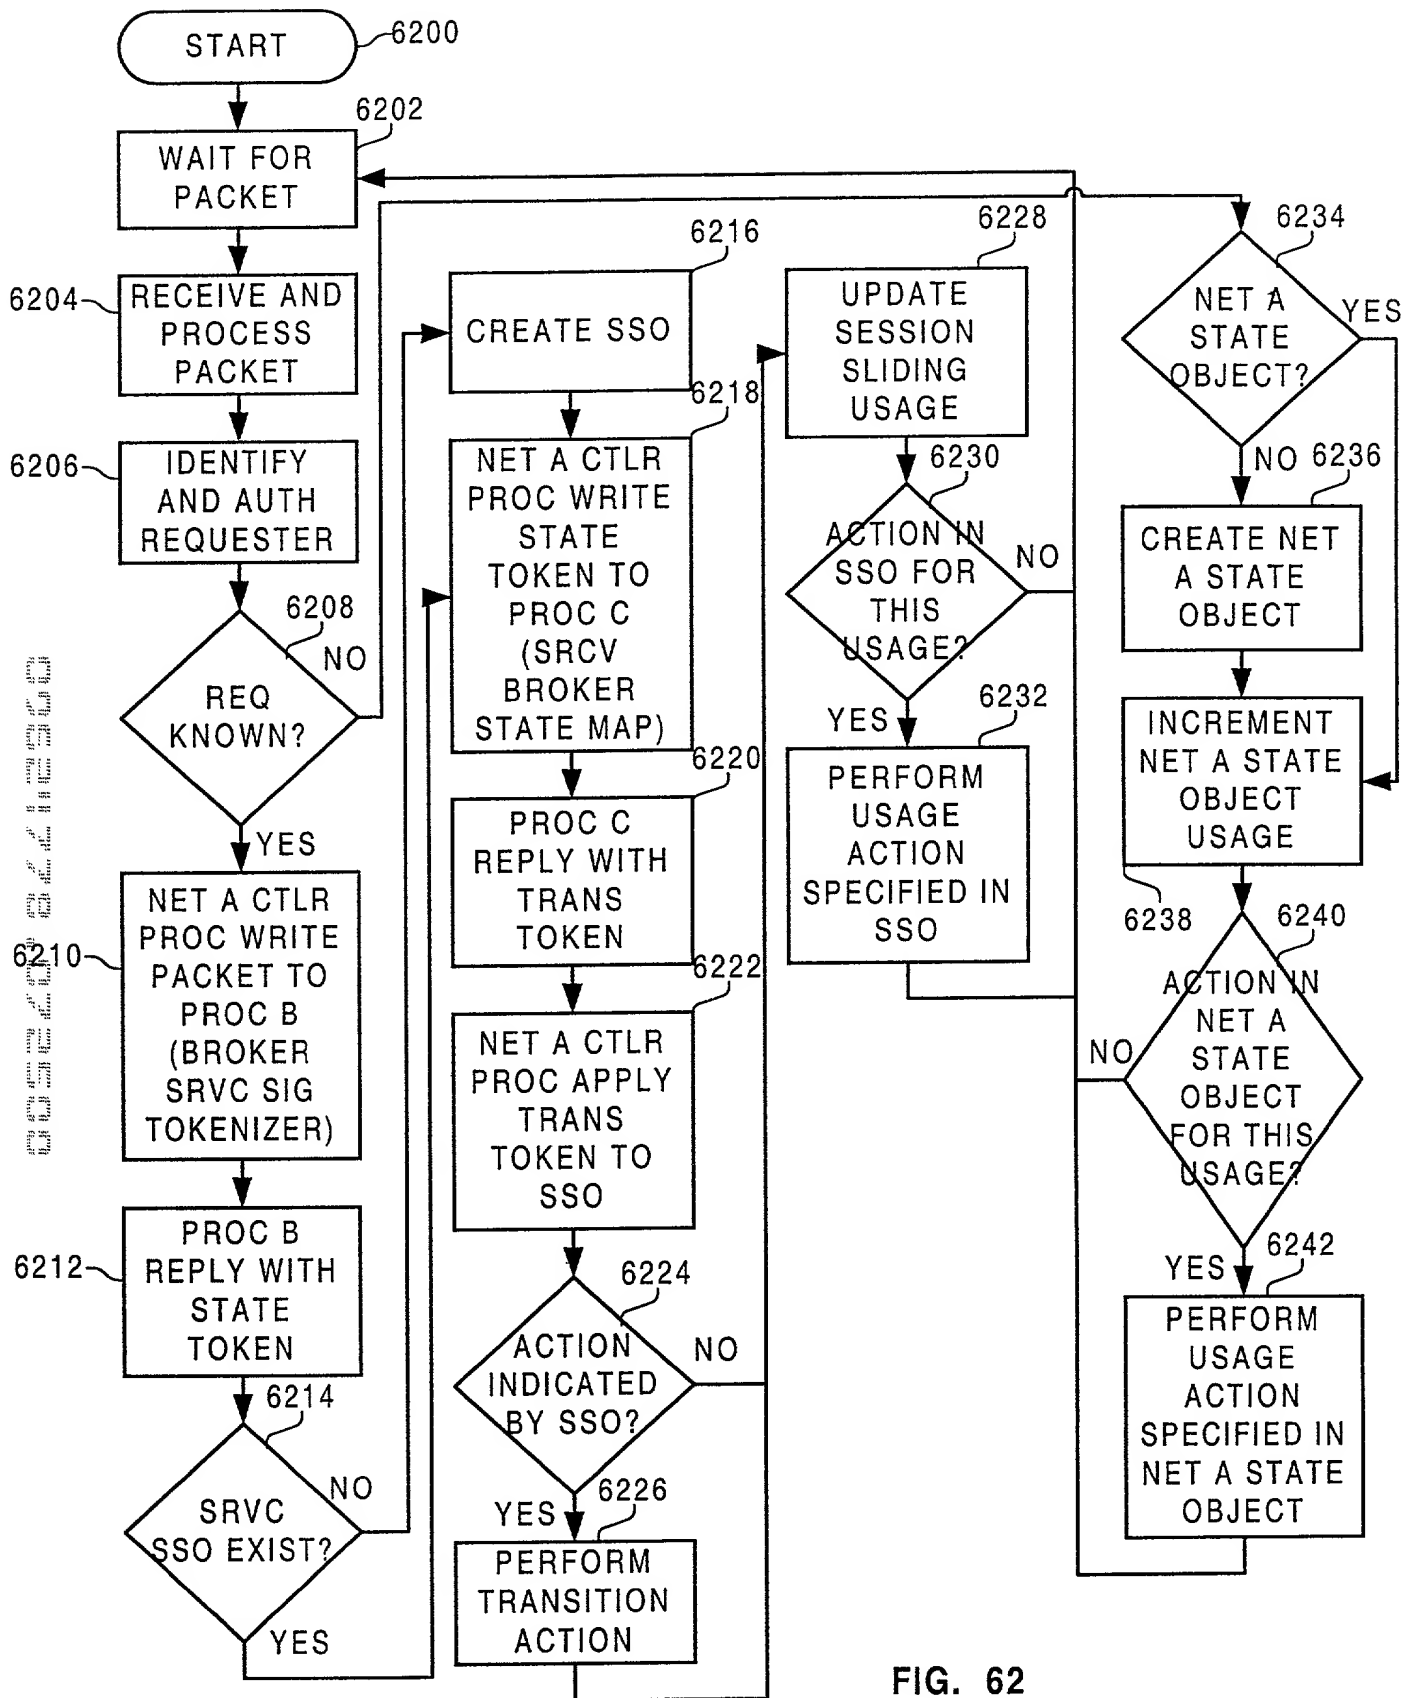 START
6200
6202
WAIT FOR
PACKET
6204
RECEIVE AND
PROCESS
PACKET
6206
IDENTIFY
AND AUTH
REQUESTER
6208
NO
REQ
KNOWN?
YES
6210
NET A CTLR
PROC WRITE
PACKET TO
PROC B
(BROKER
SRVC SIG
TOKENIZER)
6212
PROC B
REPLY WITH
STATE
TOKEN
6214
NO
SRVC
SSO EXIST?
YES
6216
CREATE SSO
6218
NET A CTLR
PROC WRITE
STATE
TOKEN TO
PROC C
(SRCV
BROKER
STATE MAP)
6220
PROC C
REPLY WITH
TRANS
TOKEN
6222
NET A CTLR
PROC APPLY
TRANS
TOKEN TO
SSO
6224
ACTION
INDICATED
BY SSO?
NO
YES
6226
PERFORM
TRANSITION
ACTION
6228
UPDATE
SESSION
SLIDING
USAGE
6230
ACTION IN
SSO FOR
THIS
USAGE?
NO
YES
6232
PERFORM
USAGE
ACTION
SPECIFIED IN
SSO
6234
NET A
STATE
OBJECT?
YES
NO
6236
CREATE NET
A STATE
OBJECT
INCREMENT
NET A STATE
OBJECT
USAGE
6238
6240
ACTION IN
NET A
STATE
OBJECT
FOR THIS
USAGE?
NO
YES
6242
PERFORM
USAGE
ACTION
SPECIFIED IN
NET A STATE
OBJECT
FIG. 62